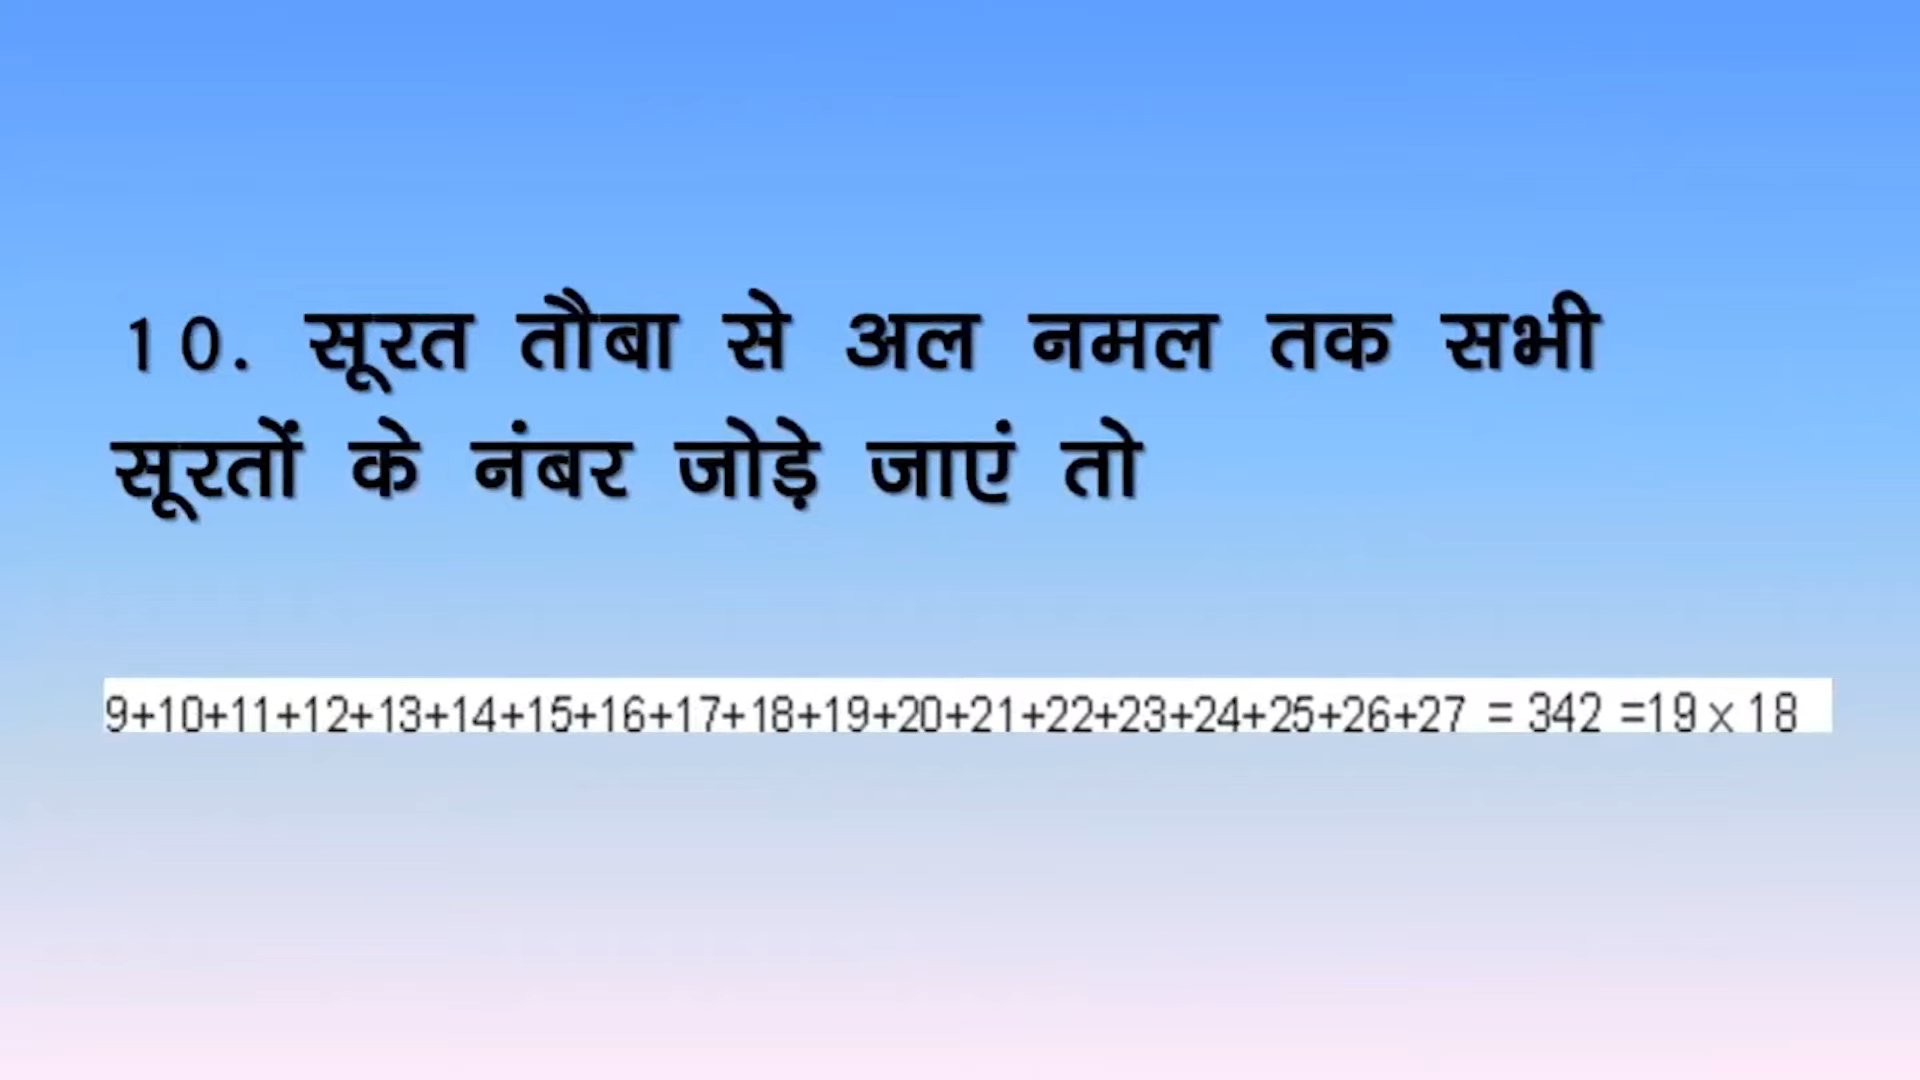 10. सूरत तौबा से अल नमल तक सभी
सूरतों के नंबर जोड़े जाएं तो
9+10+11+12+13+14+15+16+17+18+19+20+21+22+23+24+25+26+27 = 342 =19 x 18